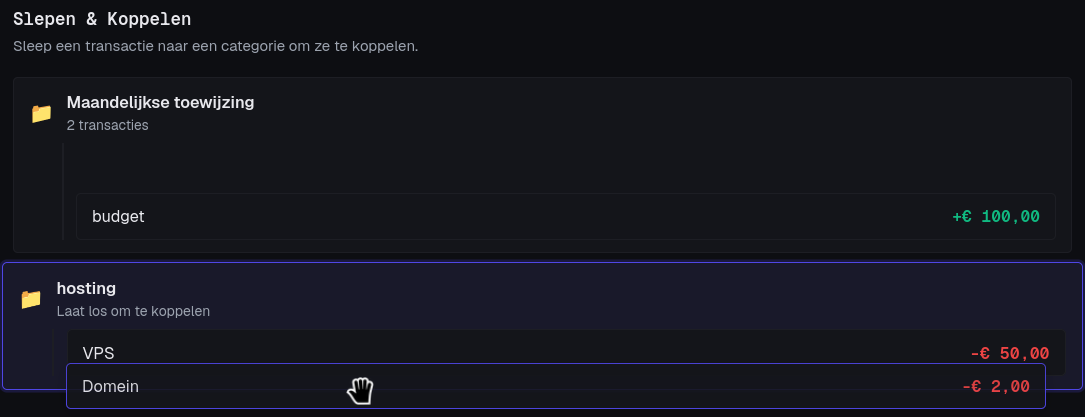 Slepen & Koppelen
Sleep een transactie naar een categorie om ze te koppelen.
Maandelijkse toewijzing
2 transacties
budget +€ 100,00
hosting
Laat los om te koppelen
VPS -€ 50,00
Domein -€ 2,00